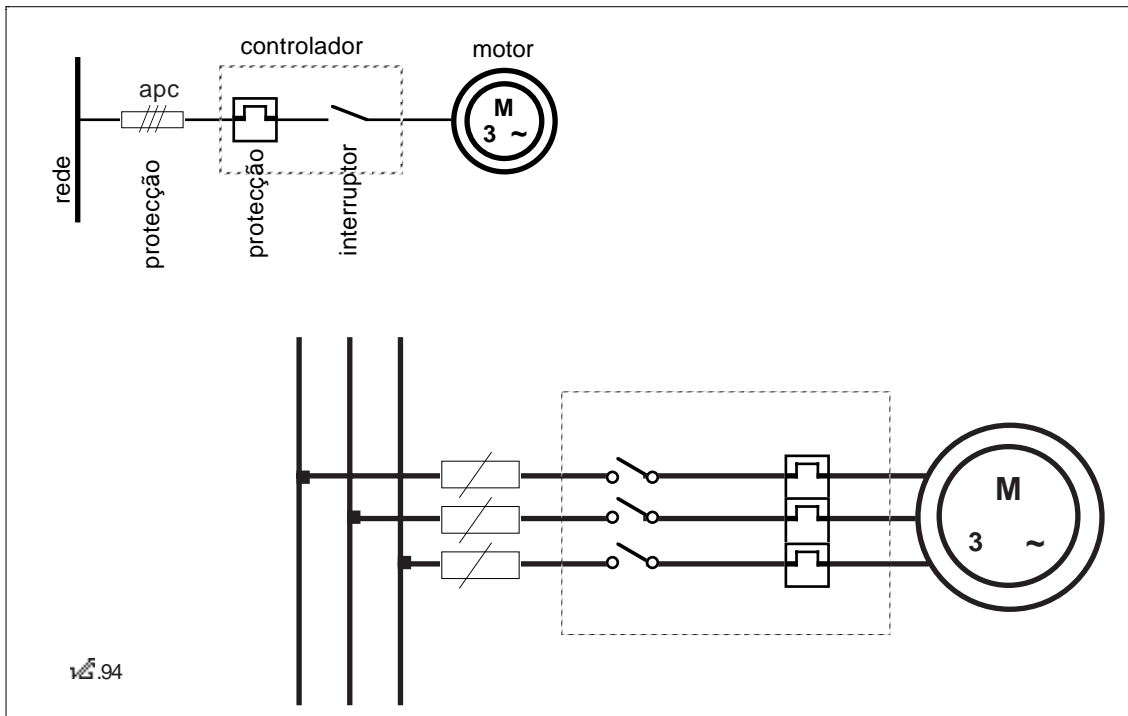 controlador
motor
apc
M
3 ~
rede
protecção
protecção
interruptor
M
3 ~
.94